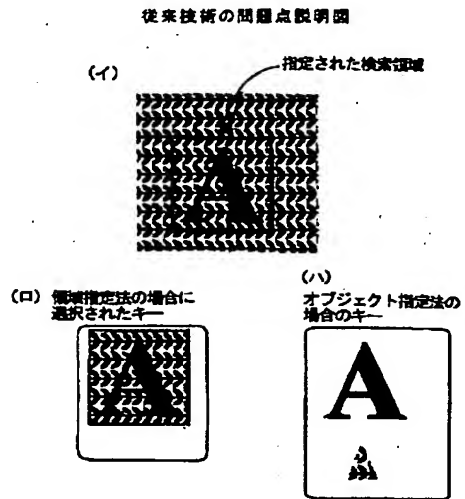 従来技術の問題点説明図
(イ)
指定された検索領域
A
(ロ) 領域指定法の場合に
選択されたキー
A
(ハ)
オブジェクト指定法の
場合のキー
A